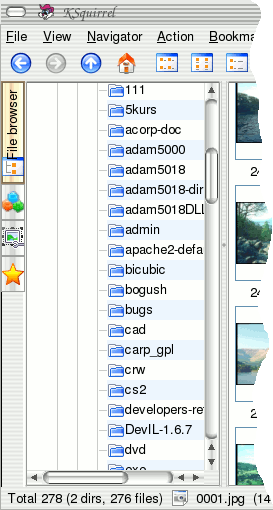 KSquirrel
File View Navigator Action Bookma
File browser
111
5kurs
acorp-doc
adam5000
adam5018
adam5018-dir
adam5018DLL
admin
apache2-defa
bicubic
bogush
bugs
cad
carp_gpl
crw
cs2
developers-re
DevIL-1.6.7
dvd
Total 278 (2 dirs, 276 files) 0001.jpg (14